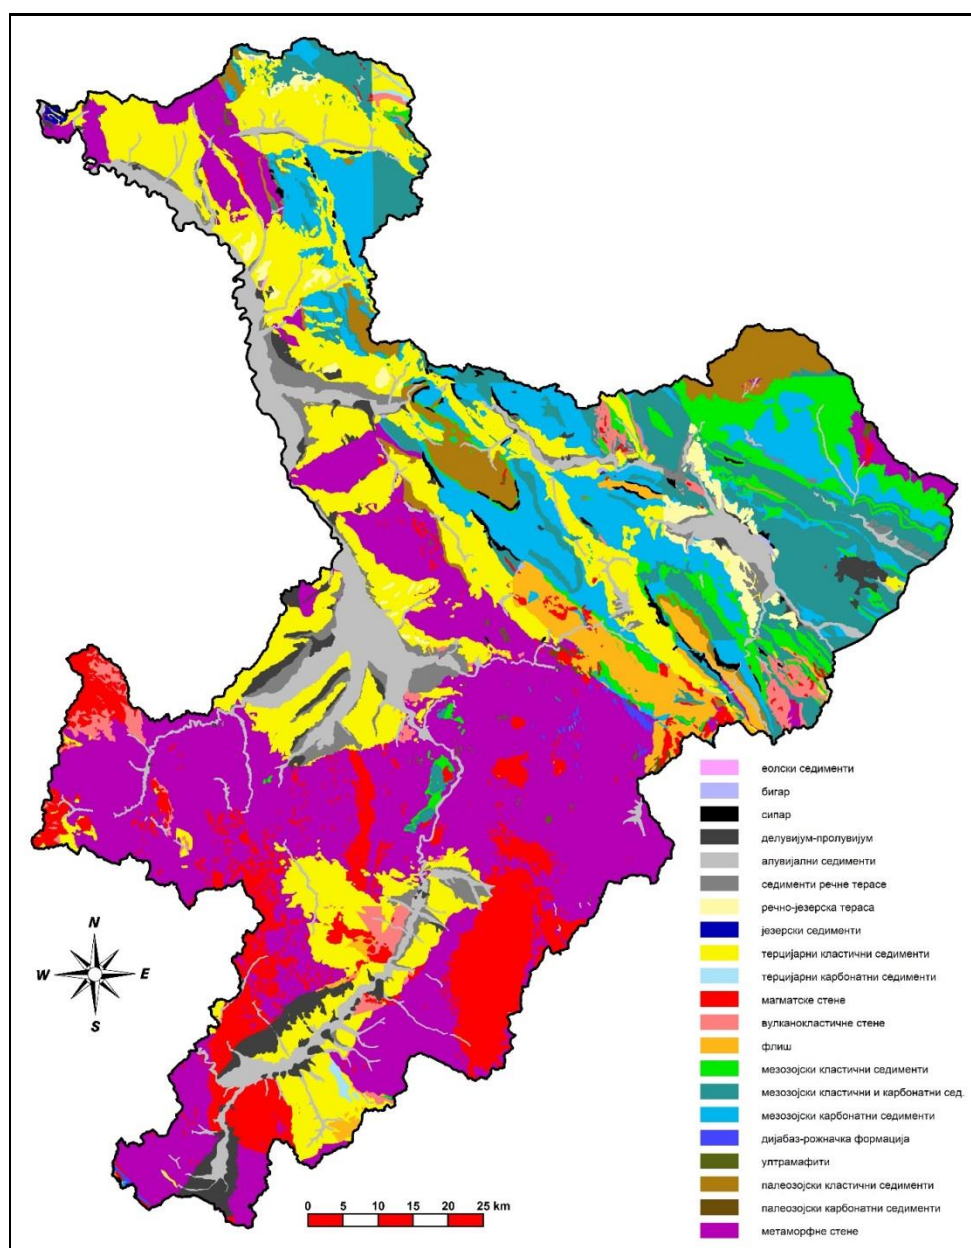 еолски седименти
бигар
сипар
делувијум-пролувијум
алувијални седименти
седименти речне терасе
речно-језерска тераса
језерски седименти
терцијарни кластични седименти
терцијарни карбонатни седименти
магматске стене
вулканокластичне стене
флиш
мезозојски кластични седименти
мезозојски кластични и карбонатни сед.
мезозојски карбонатни седименти
дијабаз-рожначка формација
ултрамафити
палеозојски кластични седименти
палеозојски карбонатни седименти
метаморфне стене
N
W E
S
0 5 10 15 20 25 km